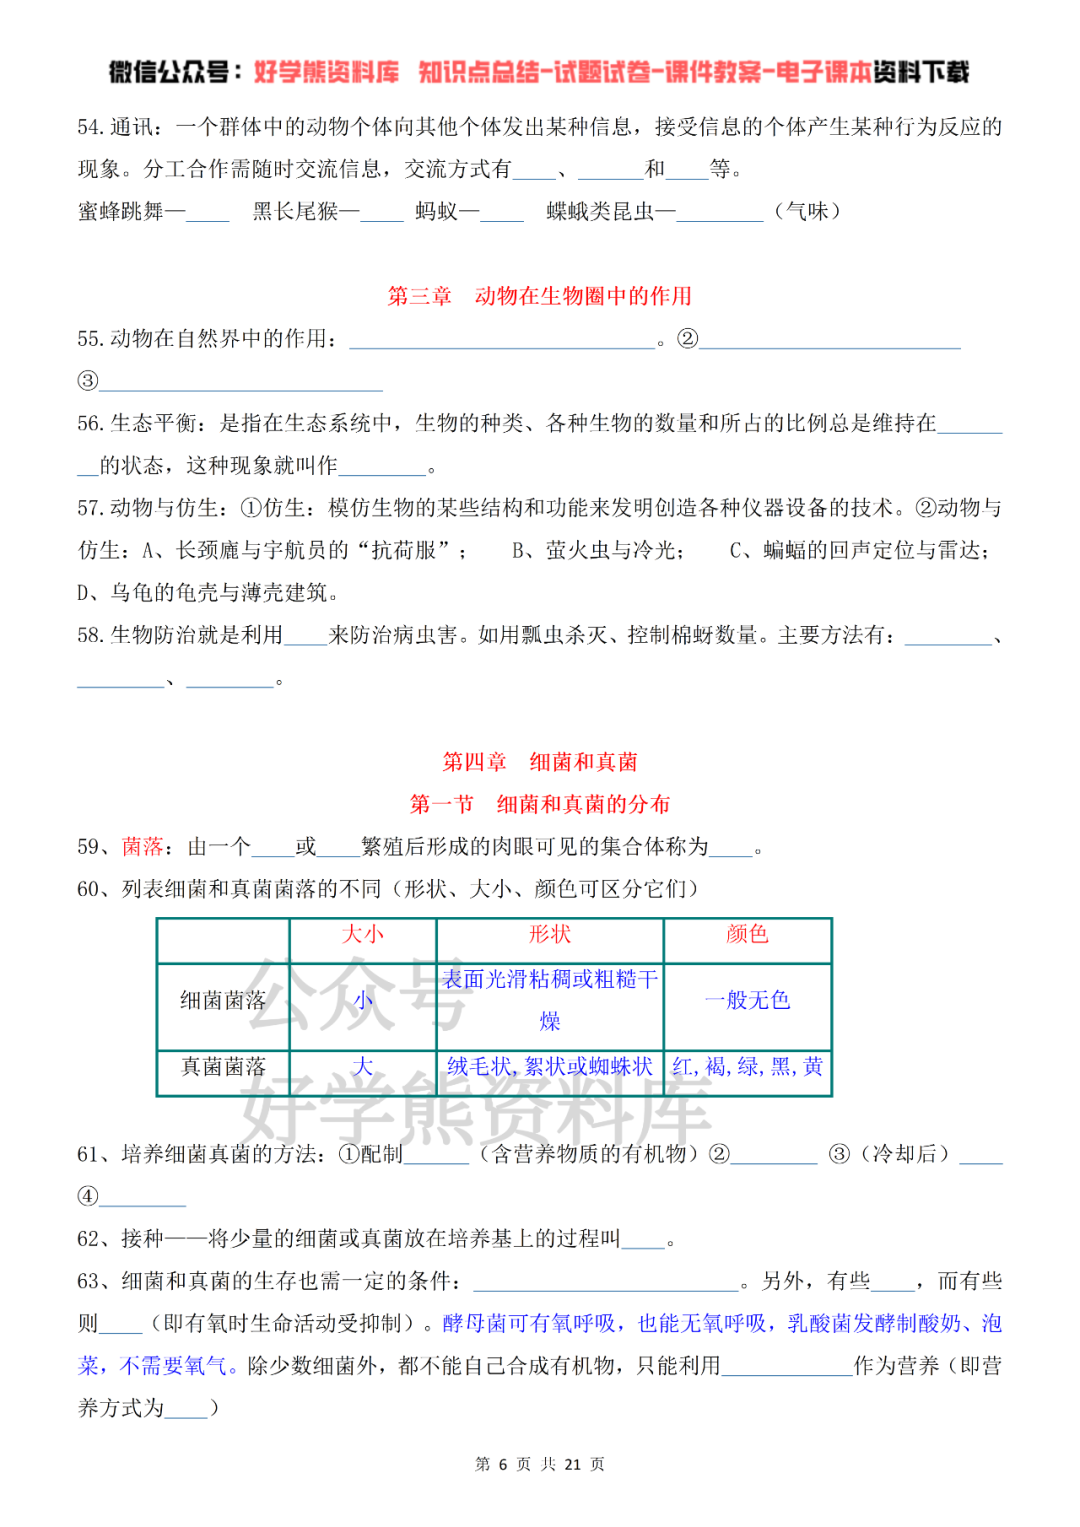 微信公众号：好学熊资料库 知识点总结-试题试卷-课件教案-电子课本资料下载
54.通讯：一个群体中的动物个体向其他个体发出某种信息，接受信息的个体产生某种行为反应的
现象。分工合作需随时交流信息，交流方式有____、______和____等。
蜜蜂跳舞—____ 黑长尾猴—____ 蚂蚁—____ 蝶蛾类昆虫—________（气味）
第三章 动物在生物圈中的作用
55.动物在自然界中的作用：____________________________。②________________________
③__________________________
56.生态平衡：是指在生态系统中，生物的种类、各种生物的数量和所占的比例总是维持在______
__的状态，这种现象就叫作________。
57.动物与仿生：①仿生：模仿生物的某些结构和功能来发明创造各种仪器设备的技术。②动物与
仿生：A、长颈鹿与宇航员的“抗荷服”； B、萤火虫与冷光； C、蝙蝠的回声定位与雷达；
D、乌龟的龟壳与薄壳建筑。
58.生物防治就是利用____来防治病虫害。如用瓢虫杀灭、控制棉蚜数量。主要方法有：________、
________、________。
第四章 细菌和真菌
第一节 细菌和真菌的分布
59、菌落：由一个____或____繁殖后形成的肉眼可见的集合体称为____。
60、列表细菌和真菌菌落的不同（形状、大小、颜色可区分它们）
大小 形状 颜色
细菌菌落 小 表面光滑粘稠或粗糙干
燥 一般无色
真菌菌落 大 绒毛状,絮状或蜘蛛状 红,褐,绿,黑,黄
公众号
好学熊资料库
61、培养细菌真菌的方法：①配制______（含营养物质的有机物）②________ ③（冷却后）____
④________
62、接种——将少量的细菌或真菌放在培养基上的过程叫____。
63、细菌和真菌的生存也需一定的条件：________________________。另外，有些____，而有些
则____（即有氧时生命活动受抑制）。酵母菌可有氧呼吸，也能无氧呼吸，乳酸菌发酵制酸奶、泡
菜，不需要氧气。除少数细菌外，都不能自己合成有机物，只能利用____________作为营养（即营
养方式为____）
第 6 页 共 21 页